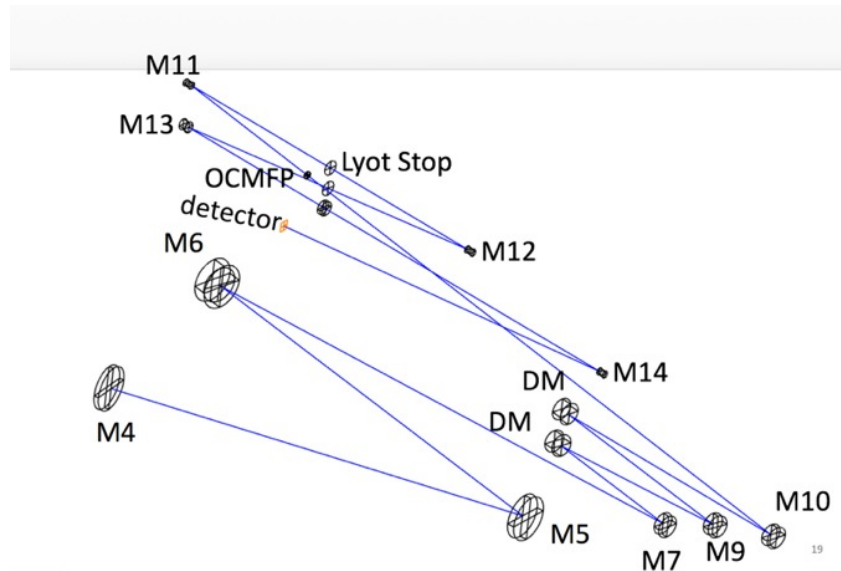 M11
M13
Lyot Stop
OCMFP
detector
M6
M12
M14
DM
M4
DM
M10
M5
M7
M9
19